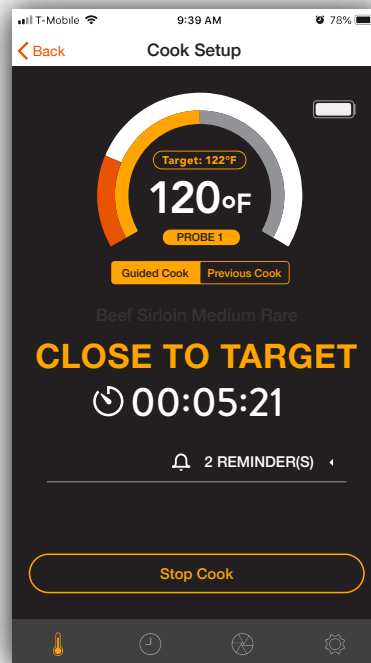 T-Mobile 9:39 AM 78%
Back Cook Setup
Target: 122°F
120°F
PROBE 1
Guided Cook Previous Cook
Beef Sirloin Medium Rare
CLOSE TO TARGET
00:05:21
2 REMINDER(S)
Stop Cook